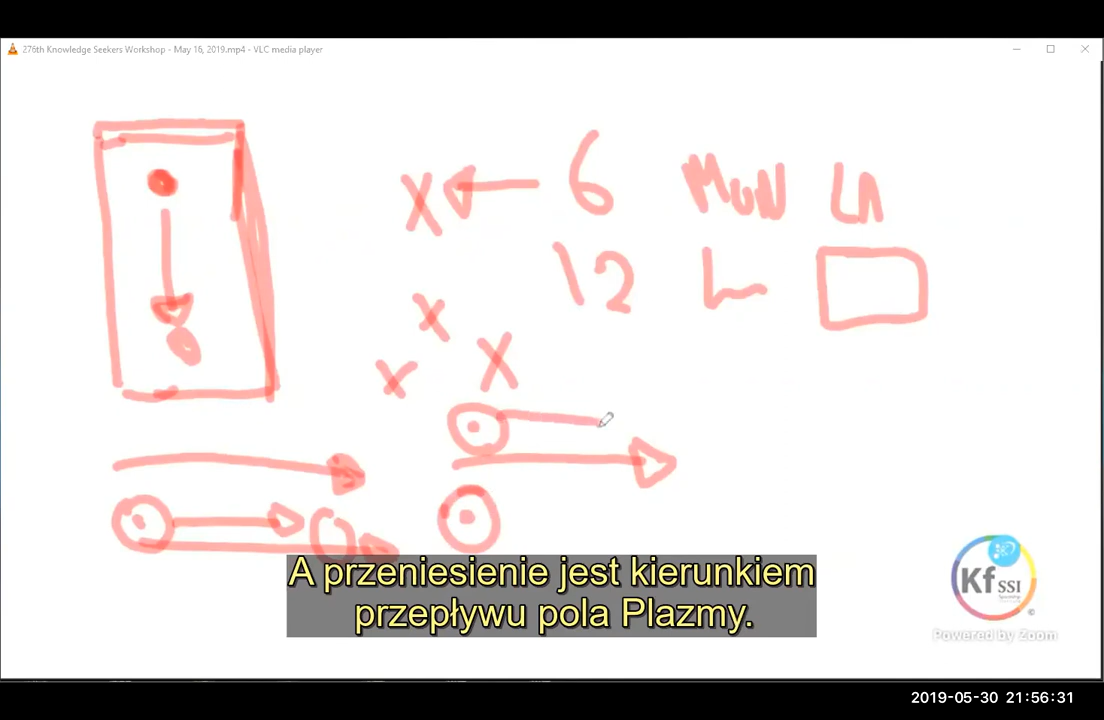 276th Knowledge Seekers Workshop - May 16, 2019.mp4 - VLC media player
X 6 MUN
12
X
X X
A przeniesienie jest kierunkiem
przepływu pola Plazmy.
Kf SSI
Powered by Zoom
2019-05-30 21:56:31